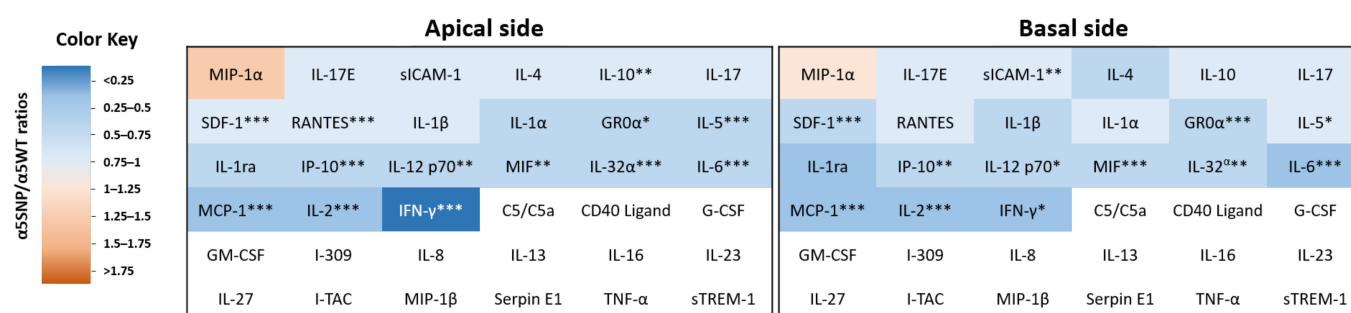 Apical side
Basal side
Color Key
α5SNP/α5WT ratios
<0.25
0.25–0.5
0.5–0.75
0.75–1
1–1.25
1.25–1.5
1.5–1.75
>1.75
MIP-1α IL-17E sICAM-1 IL-4 IL-10** IL-17
SDF-1*** RANTES*** IL-1β IL-1α GR0α* IL-5***
IL-1ra IP-10*** IL-12 p70** MIF** IL-32α*** IL-6***
MCP-1*** IL-2*** IFN-γ*** C5/C5a CD40 Ligand G-CSF
GM-CSF I-309 IL-8 IL-13 IL-16 IL-23
IL-27 I-TAC MIP-1β Serpin E1 TNF-α sTREM-1
MIP-1α IL-17E sICAM-1** IL-4 IL-10 IL-17
SDF-1*** RANTES IL-1β IL-1α GR0α*** IL-5*
IL-1ra IP-10** IL-12 p70* MIF*** IL-32α** IL-6***
MCP-1*** IL-2*** IFN-γ* C5/C5a CD40 Ligand G-CSF
GM-CSF I-309 IL-8 IL-13 IL-16 IL-23
IL-27 I-TAC MIP-1β Serpin E1 TNF-α sTREM-1